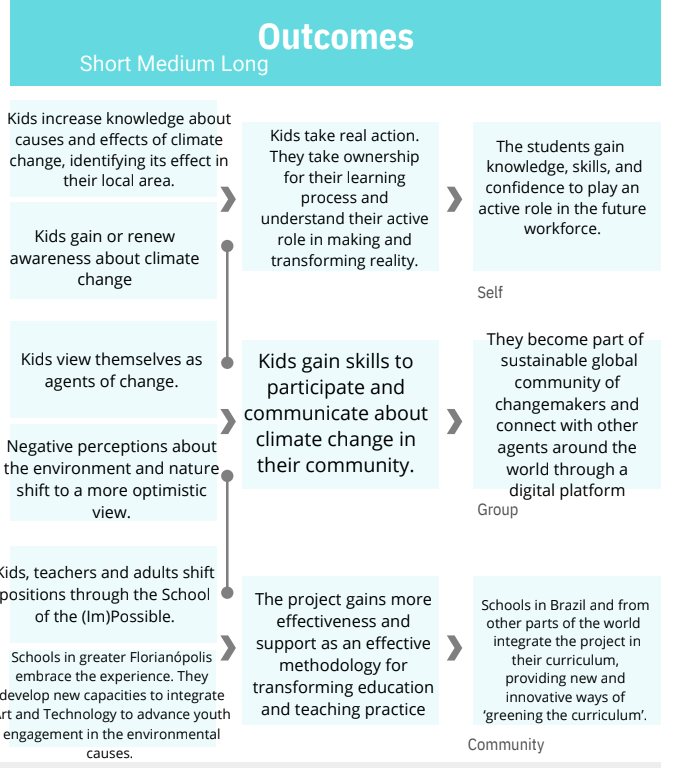 Outcomes
Short Medium Long
Kids increase knowledge about
causes and effects of climate
change, identifying its effect in
their local area.
Kids gain or renew
awareness about climate
change
Kids view themselves as
agents of change.
Negative perceptions about
the environment and nature
shift to a more optimistic
view.
Kids, teachers and adults shift
positions through the School
of the (Im)Possible.
Schools in greater Florianópolis
embrace the experience. They
develop new capacities to integrate
Art and Technology to advance youth
engagement in the environmental
causes.
Kids take real action.
They take ownership
for their learning
process and
understand their active
role in making and
transforming reality.
Kids gain skills to
participate and
communicate about
climate change in
their community.
The project gains more
effectiveness and
support as an effective
methodology for
transforming education
and teaching practice
The students gain
knowledge, skills, and
confidence to play an
active role in the future
workforce.
Self
They become part of
sustainable global
community of
changemakers and
connect with other
agents around the
world through a
digital platform
Group
Schools in Brazil and from
other parts of the world
integrate the project in
their curriculum,
providing new and
innovative ways of
‘greening the curriculum’.
Community